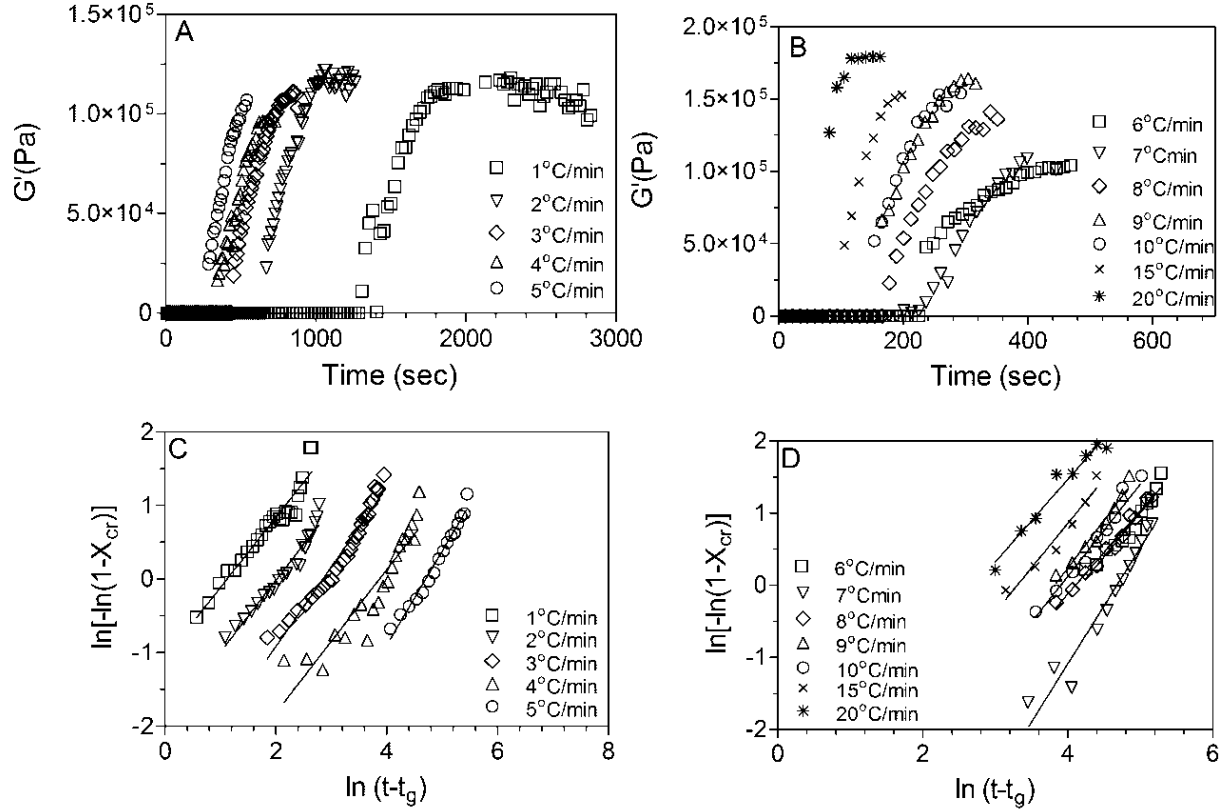 A
G'(Pa)
1.5×10⁵
1.0×10⁵
5.0×10⁴
0
0 1000 2000 3000
Time (sec)
1°C/min
2°C/min
3°C/min
4°C/min
5°C/min
B
G'(Pa)
2.0×10⁵
1.5×10⁵
1.0×10⁵
5.0×10⁴
0
0 200 400 600
Time (sec)
6°C/min
7°Cmin
8°C/min
9°C/min
10°C/min
15°C/min
20°C/min
C
ln[-ln(1-Xcr)]
2
1
0
-1
-2
0 2 4 6 8
ln (t-tg)
1°C/min
2°C/min
3°C/min
4°C/min
5°C/min
D
ln[-ln(1-Xcr)]
2
1
0
-1
-2
0 2 4 6
ln (t-tg)
6°C/min
7°Cmin
8°C/min
9°C/min
10°C/min
15°C/min
20°C/min